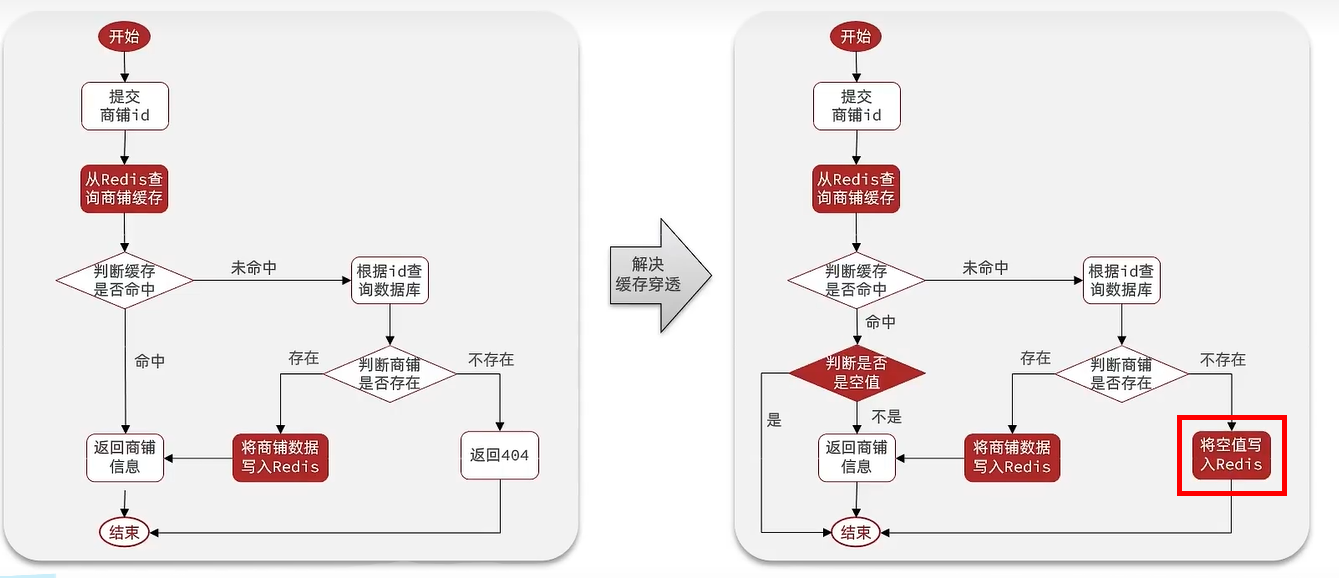 开始
提交
商铺id
从Redis查
询商铺缓存
判断缓存
是否命中
未命中
根据id查
询数据库
命中
存在
判断商铺
是否存在
不存在
返回商铺
信息
将商铺数据
写入Redis
返回404
结束
解决
缓存穿透
开始
提交
商铺id
从Redis查
询商铺缓存
判断缓存
是否命中
未命中
根据id查
询数据库
命中
判断是否
是空值
存在
判断商铺
是否存在
不存在
是
不是
返回商铺
信息
将商铺数据
写入Redis
将空值写
入Redis
结束